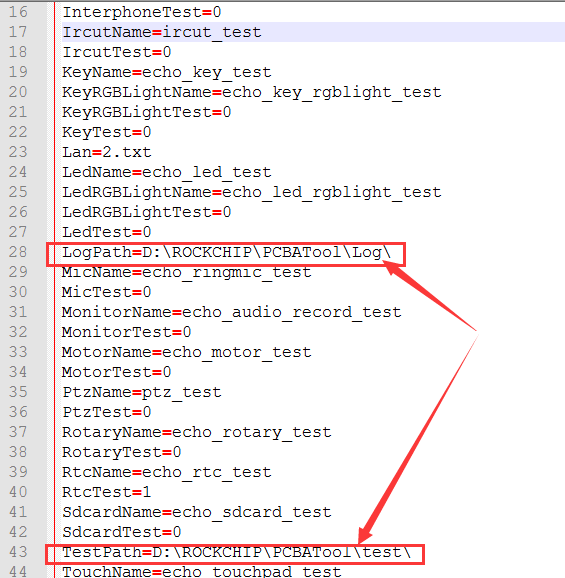 16 InterphoneTest=0
17 IrcutName=ircut_test
18 IrcutTest=0
19 KeyName=echo_key_test
20 KeyRGBLightName=echo_key_rgblight_test
21 KeyRGBLightTest=0
22 KeyTest=0
23 Lan=2.txt
24 LedName=echo_led_test
25 LedRGBLightName=echo_led_rgblight_test
26 LedRGBLightTest=0
27 LedTest=0
28 LogPath=D:\ROCKCHIP\PCBATool\Log\
29 MicName=echo_ringmic_test
30 MicTest=0
31 MonitorName=echo_audio_record_test
32 MonitorTest=0
33 MotorName=echo_motor_test
34 MotorTest=0
35 PtzName=ptz_test
36 PtzTest=0
37 RotaryName=echo_rotary_test
38 RotaryTest=0
39 RtcName=echo_rtc_test
40 RtcTest=1
41 SdcardName=echo_sdcard_test
42 SdcardTest=0
43 TestPath=D:\ROCKCHIP\PCBATool\test\
44 TouchName=echo_touchpad_test